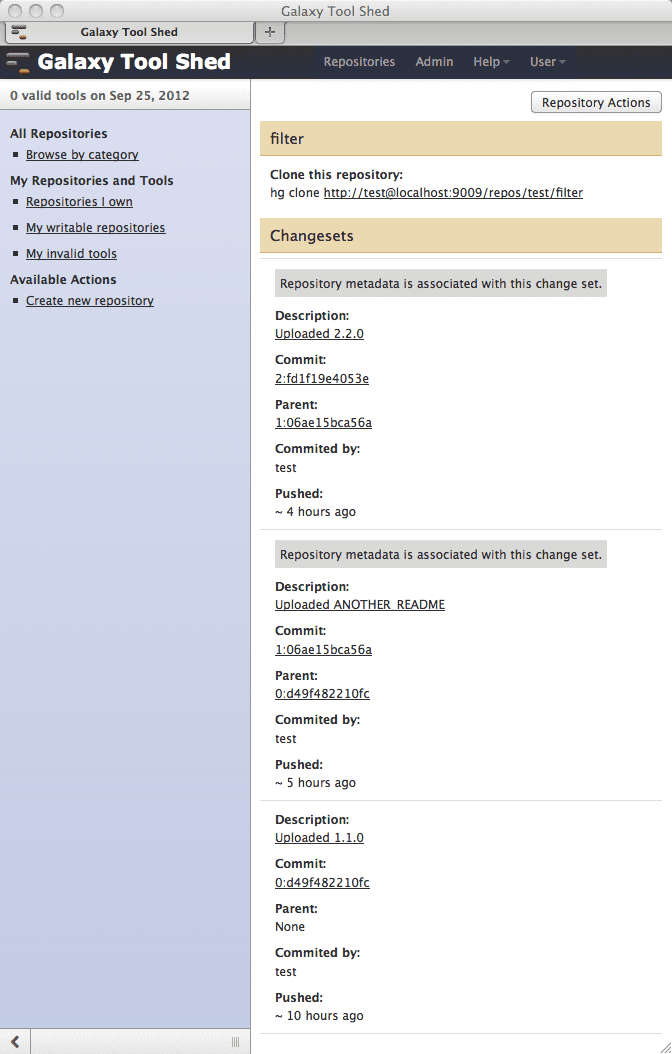 Galaxy Tool Shed
Galaxy Tool Shed
Galaxy Tool Shed
Repositories Admin Help User
0 valid tools on Sep 25, 2012
All Repositories
Browse by category
My Repositories and Tools
Repositories I own
My writable repositories
My invalid tools
Available Actions
Create new repository
Repository Actions
filter
Clone this repository:
hg clone http://test@localhost:9009/repos/test/filter
Changesets
Repository metadata is associated with this change set.
Description:
Uploaded 2.2.0
Commit:
2:fd1f19e4053e
Parent:
1:06ae15bca56a
Commited by:
test
Pushed:
~ 4 hours ago
Repository metadata is associated with this change set.
Description:
Uploaded ANOTHER_README
Commit:
1:06ae15bca56a
Parent:
0:d49f482210fc
Commited by:
test
Pushed:
~ 5 hours ago
Description:
Uploaded 1.1.0
Commit:
0:d49f482210fc
Parent:
None
Commited by:
test
Pushed:
~ 10 hours ago